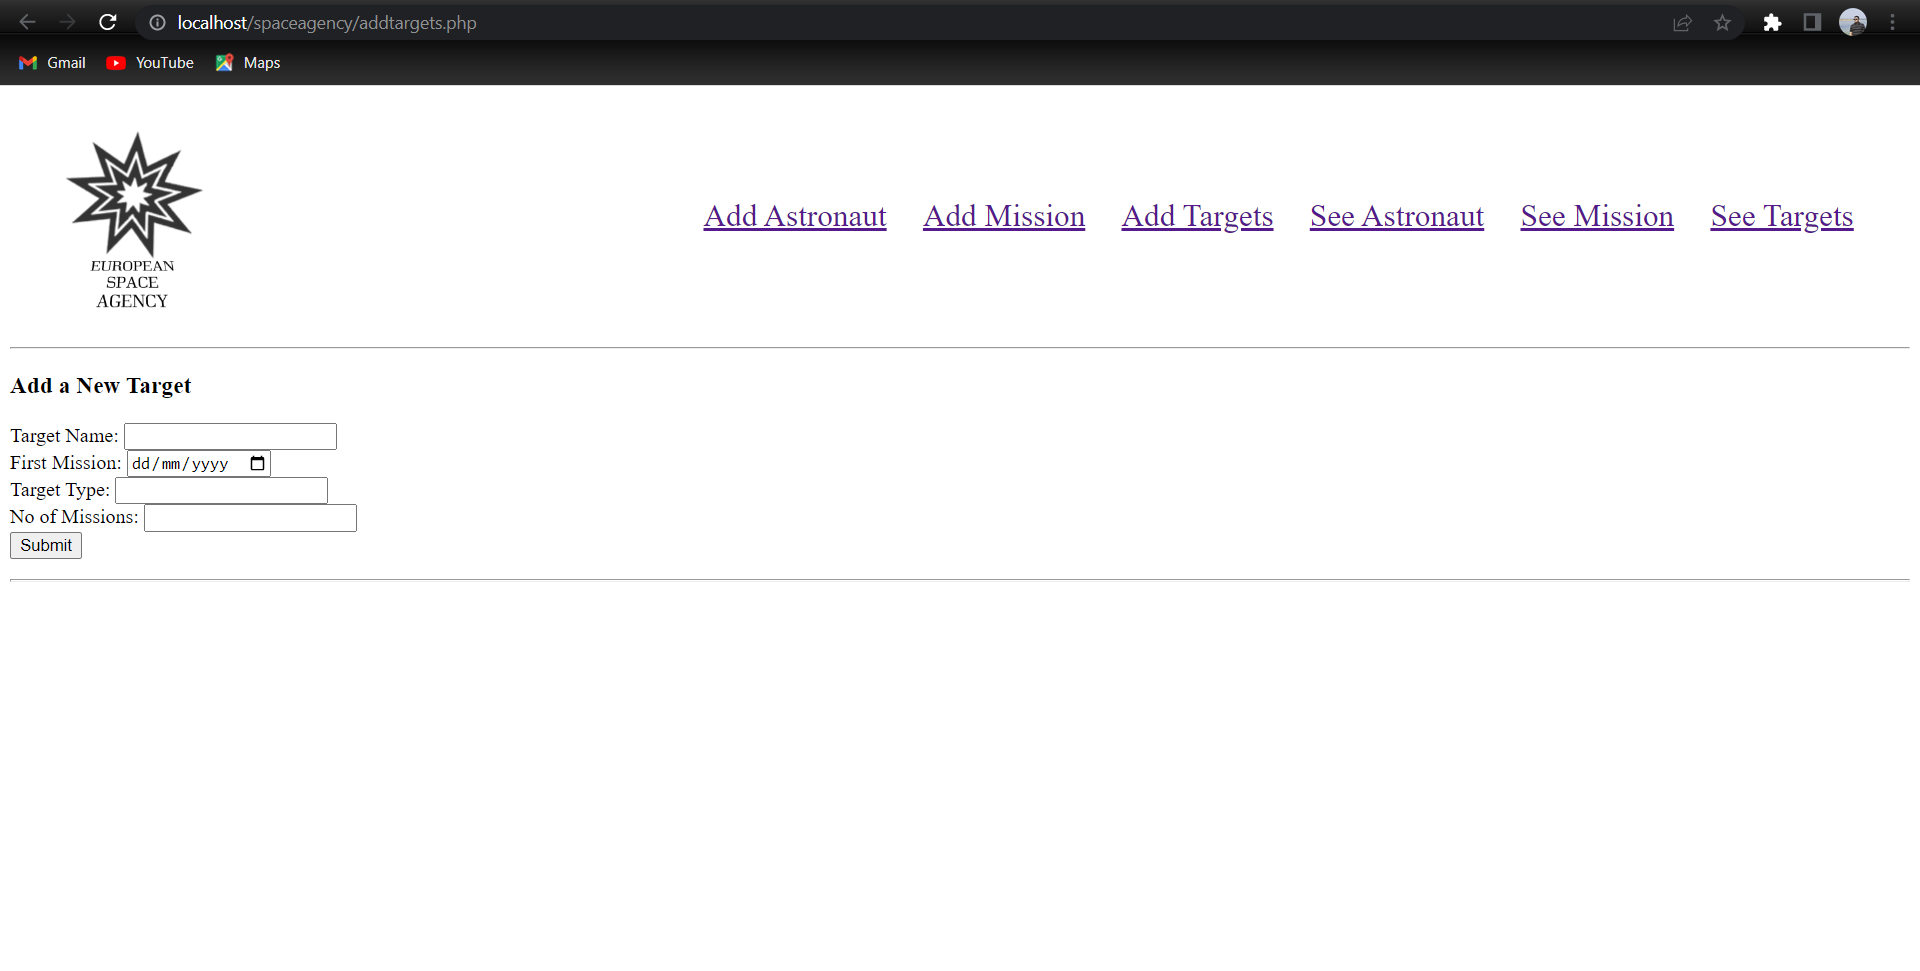 localhost/spaceagency/addtargets.php
Gmail YouTube Maps
EUROPEAN
SPACE
AGENCY
Add Astronaut Add Mission Add Targets See Astronaut See Mission See Targets
Add a New Target
Target Name:
First Mission: dd/mm/yyyy
Target Type:
No of Missions:
Submit